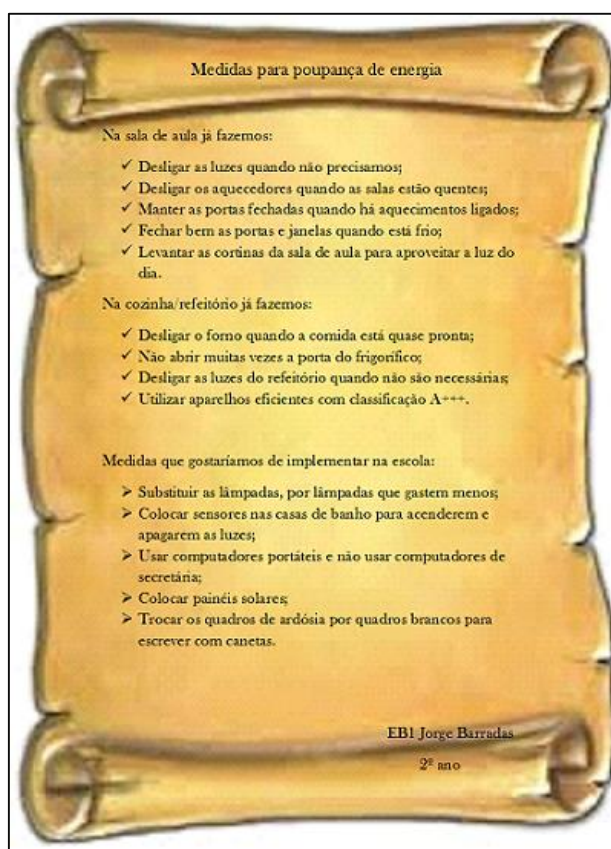 Medidas para poupança de energia
Na sala de aula já fazemos:
✓ Desligar as luzes quando não precisamos;
✓ Desligar os aquecedores quando as salas estão quentes;
✓ Manter as portas fechadas quando há aquecimentos ligados;
✓ Fechar bem as portas e janelas quando está frio;
✓ Levantar as cortinas da sala de aula para aproveitar a luz do
dia.
Na cozinha/refeitório já fazemos:
✓ Desligar o forno quando a comida está quase pronta;
✓ Não abrir muitas vezes a porta do frigorífico;
✓ Desligar as luzes do refeitório quando não são necessárias;
✓ Utilizar aparelhos eficientes com classificação A+++.
Medidas que gostaríamos de implementar na escola:
➤ Substituir as lâmpadas, por lâmpadas que gastem menos;
➤ Colocar sensores nas casas de banho para acenderem e
apagarem as luzes;
➤ Usar computadores portáteis e não usar computadores de
secretária;
➤ Colocar painéis solares;
➤ Trocar os quadros de ardósia por quadros brancos para
escrever com canetas.
EB1 Jorge Barradas
2º ano